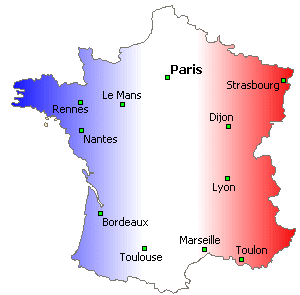 Paris
Strasbourg
Le Mans
Rennes
Dijon
Nantes
Lyon
Bordeaux
Marseille
Toulon
Toulouse